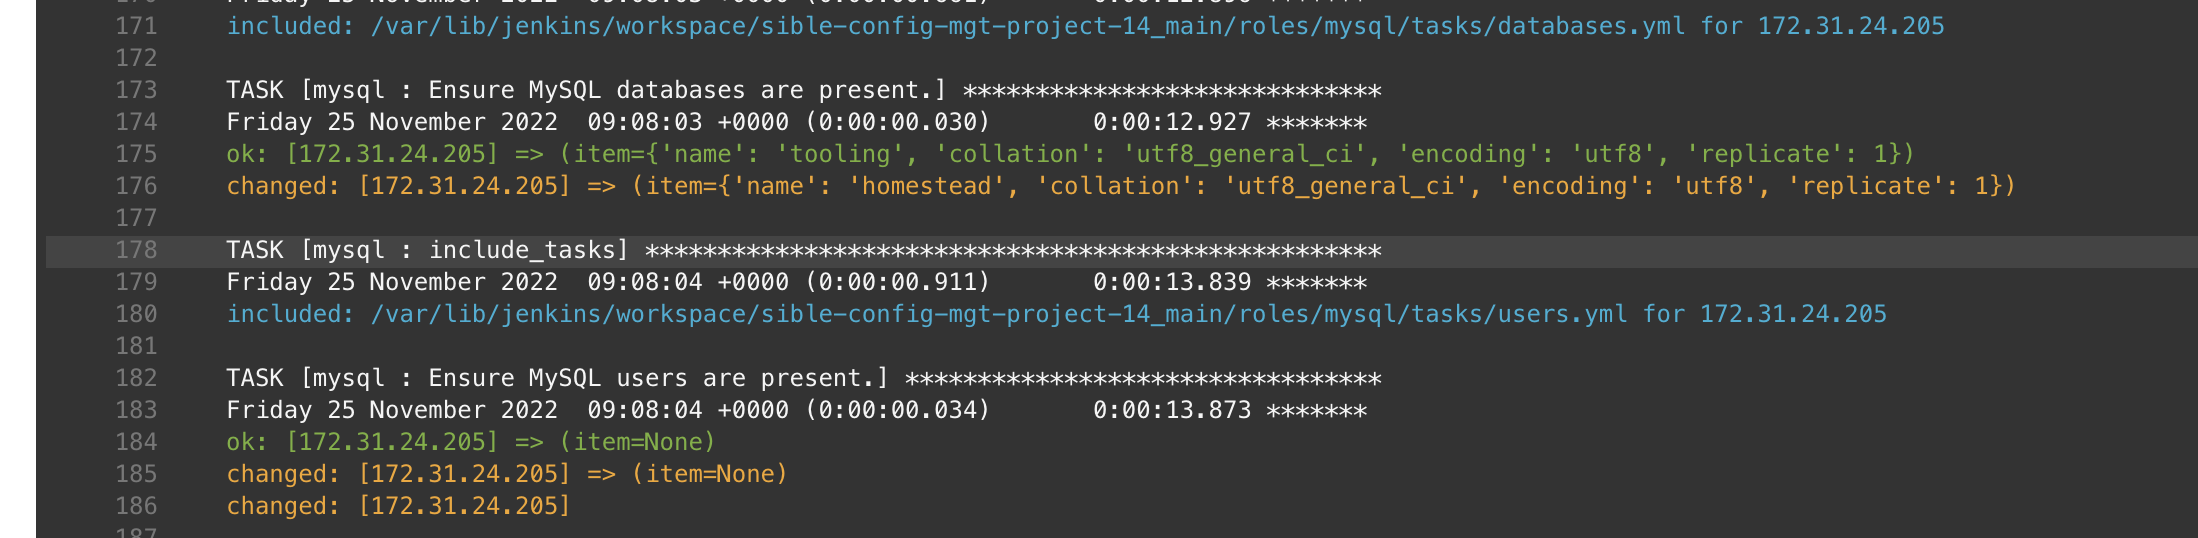 171 included: /var/lib/jenkins/workspace/sible-config-mgt-project-14_main/roles/mysql/tasks/databases.yml for 172.31.24.205
172
173 TASK [mysql : Ensure MySQL databases are present.] *****************************
174 Friday 25 November 2022  09:08:03 +0000 (0:00:00.030)       0:00:12.927 *******
175 ok: [172.31.24.205] => (item={'name': 'tooling', 'collation': 'utf8_general_ci', 'encoding': 'utf8', 'replicate': 1})
176 changed: [172.31.24.205] => (item={'name': 'homestead', 'collation': 'utf8_general_ci', 'encoding': 'utf8', 'replicate': 1})
177
178 TASK [mysql : include_tasks] ***************************************************
179 Friday 25 November 2022  09:08:04 +0000 (0:00:00.911)       0:00:13.839 *******
180 included: /var/lib/jenkins/workspace/sible-config-mgt-project-14_main/roles/mysql/tasks/users.yml for 172.31.24.205
181
182 TASK [mysql : Ensure MySQL users are present.] *********************************
183 Friday 25 November 2022  09:08:04 +0000 (0:00:00.034)       0:00:13.873 *******
184 ok: [172.31.24.205] => (item=None)
185 changed: [172.31.24.205] => (item=None)
186 changed: [172.31.24.205]
187